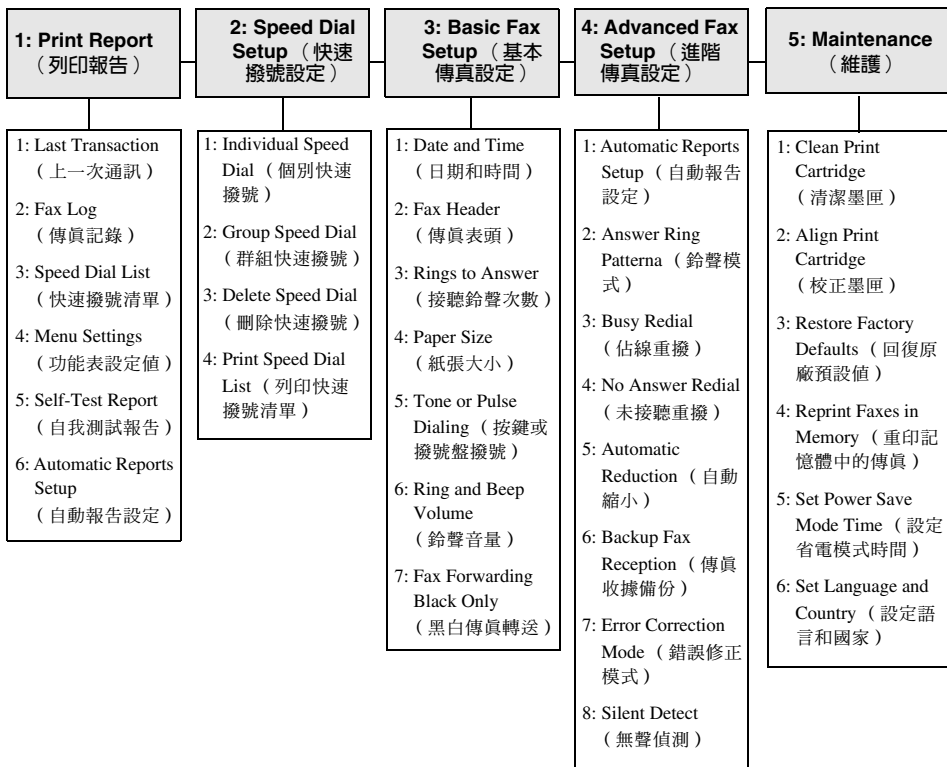 1: Print Report
(列印報告)
2: Speed Dial
Setup (快速
撥號設定)
3: Basic Fax
Setup (基本
傳真設定)
4: Advanced Fax
Setup (進階
傳真設定)
5: Maintenance
(維護)
1: Last Transaction
(上一次通訊)
2: Fax Log
(傳真記錄)
3: Speed Dial List
(快速撥號清單)
4: Menu Settings
(功能表設定值)
5: Self-Test Report
(自我測試報告)
6: Automatic Reports
Setup
(自動報告設定)
1: Individual Speed
Dial (個別快速
撥號)
2: Group Speed Dial
(群組快速撥號)
3: Delete Speed Dial
(刪除快速撥號)
4: Print Speed Dial
List (列印快速
撥號清單)
1: Date and Time
(日期和時間)
2: Fax Header
(傳真表頭)
3: Rings to Answer
(接聽鈴聲次數)
4: Paper Size
(紙張大小)
5: Tone or Pulse
Dialing (按鍵或
撥號盤撥號)
6: Ring and Beep
Volume
(鈴聲音量)
7: Fax Forwarding
Black Only
(黑白傳真轉送)
1: Automatic Reports
Setup (自動報告
設定)
2: Answer Ring
Patterna (鈴聲模
式)
3: Busy Redial
(佔線重撥)
4: No Answer Redial
(未接聽重撥)
5: Automatic
Reduction (自動
縮小)
6: Backup Fax
Reception (傳真
收據備份)
7: Error Correction
Mode (錯誤修正
模式)
8: Silent Detect
(無聲偵測)
1: Clean Print
Cartridge
(清潔墨匣)
2: Align Print
Cartridge
(校正墨匣)
3: Restore Factory
Defaults (回復原
廠預設值)
4: Reprint Faxes in
Memory (重印記
憶體中的傳真)
5: Set Power Save
Mode Time (設定
省電模式時間)
6: Set Language and
Country (設定語
言和國家)